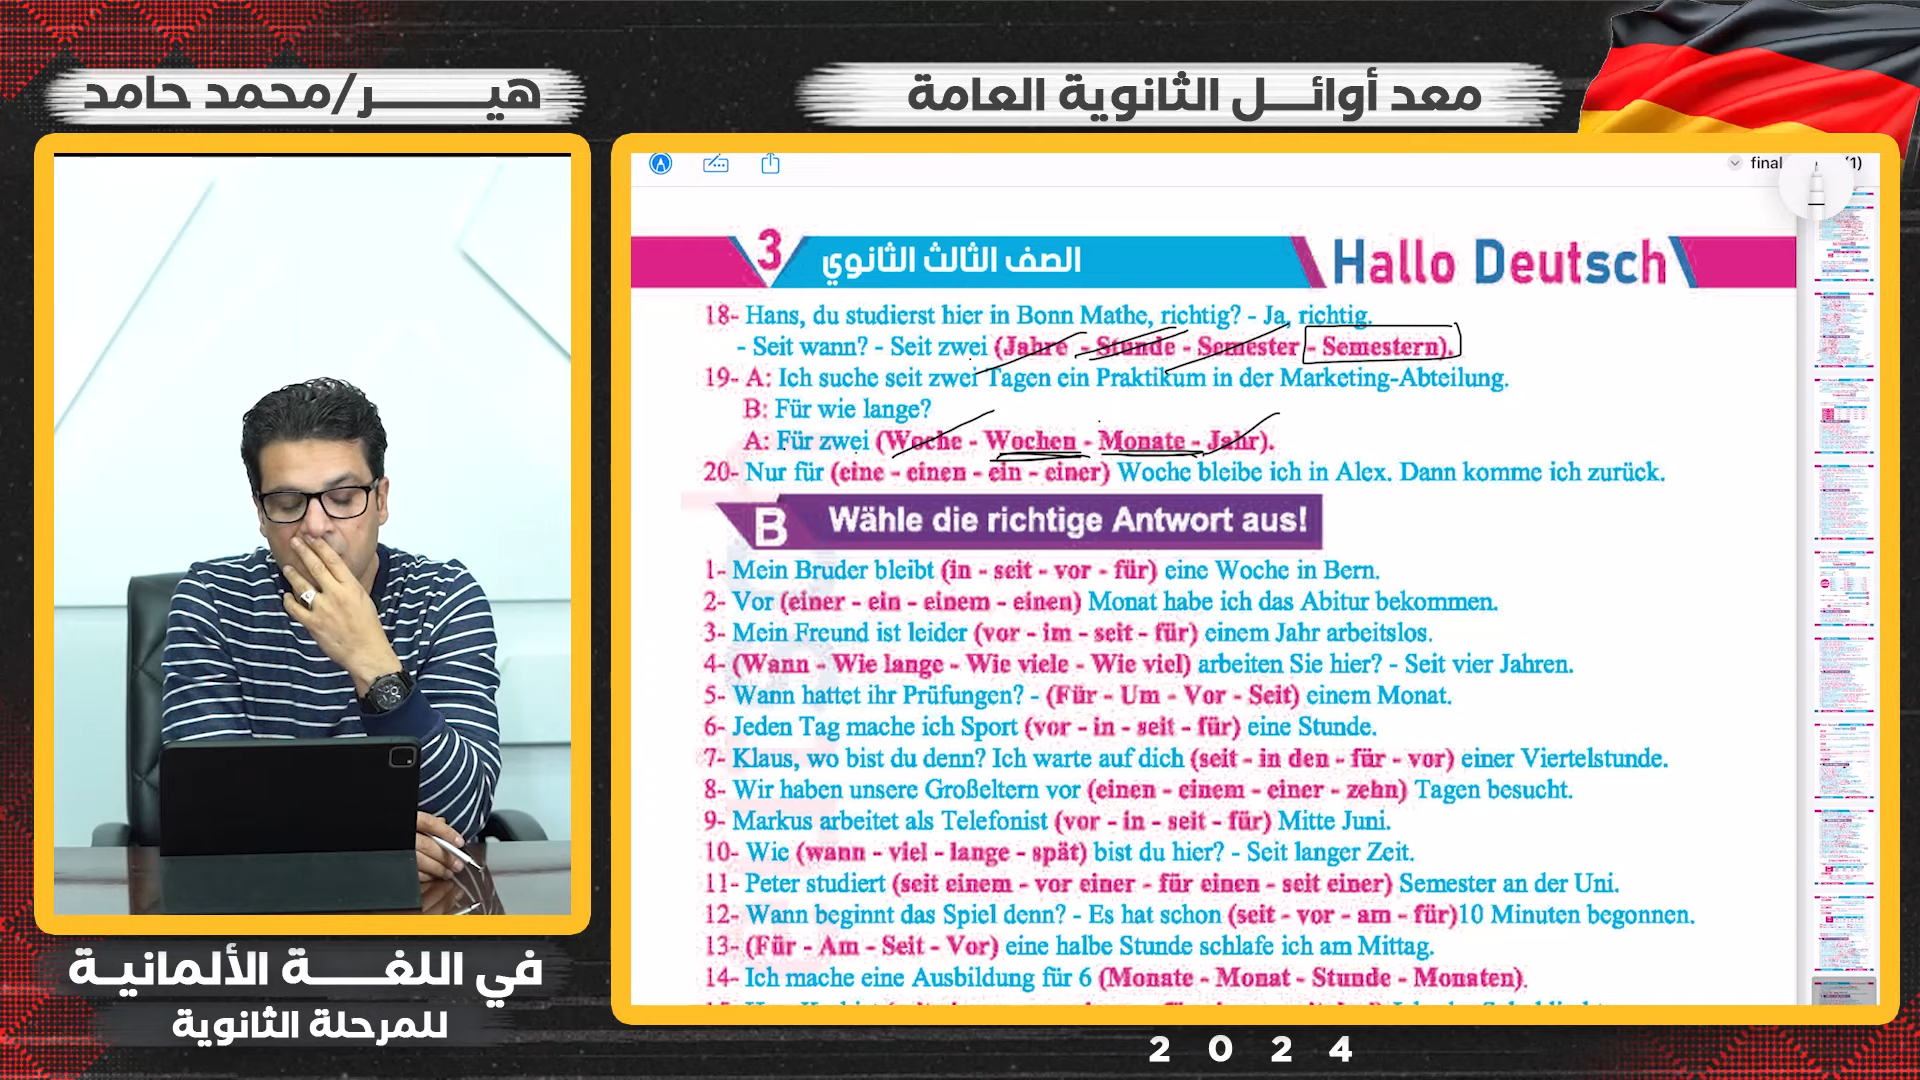 هيـــــــر/محمد حامد
معد أوائـــل الثانوية العامة
final
(1)
3
الصف الثالث الثانوي
Hallo Deutsch
18- Hans, du studierst hier in Bonn Mathe, richtig? - Ja, richtig.
- Seit wann? - Seit zwei (Jahre - Stunde - Semester - Semestern).
19- A: Ich suche seit zwei Tagen ein Praktikum in der Marketing-Abteilung.
B: Für wie lange?
A: Für zwei (Woche - Wochen - Monate - Jahr).
20- Nur für (eine - einen - ein - einer) Woche bleibe ich in Alex. Dann komme ich zurück.
B Wähle die richtige Antwort aus!
1- Mein Bruder bleibt (in - seit - vor - für) eine Woche in Bern.
2- Vor (einer - ein - einem - einen) Monat habe ich das Abitur bekommen.
3- Mein Freund ist leider (vor - im - seit - für) einem Jahr arbeitslos.
4- (Wann - Wie lange - Wie viele - Wie viel) arbeiten Sie hier? - Seit vier Jahren.
5- Wann hattet ihr Prüfungen? - (Für - Um - Vor - Seit) einem Monat.
6- Jeden Tag mache ich Sport (vor - in - seit - für) eine Stunde.
7- Klaus, wo bist du denn? Ich warte auf dich (seit - in den - für - vor) einer Viertelstunde.
8- Wir haben unsere Großeltern vor (einen - einem - einer - zehn) Tagen besucht.
9- Markus arbeitet als Telefonist (vor - in - seit - für) Mitte Juni.
10- Wie (wann - viel - lange - spät) bist du hier? - Seit langer Zeit.
11- Peter studiert (seit einem - vor einer - für einen - seit einer) Semester an der Uni.
12- Wann beginnt das Spiel denn? - Es hat schon (seit - vor - am - für)10 Minuten begonnen.
13- (Für - Am - Seit - Vor) eine halbe Stunde schlafe ich am Mittag.
14- Ich mache eine Ausbildung für 6 (Monate - Monat - Stunde - Monaten).
في اللغـــــة الألمانيـة
للمرحلة الثانوية
2 0 2 4